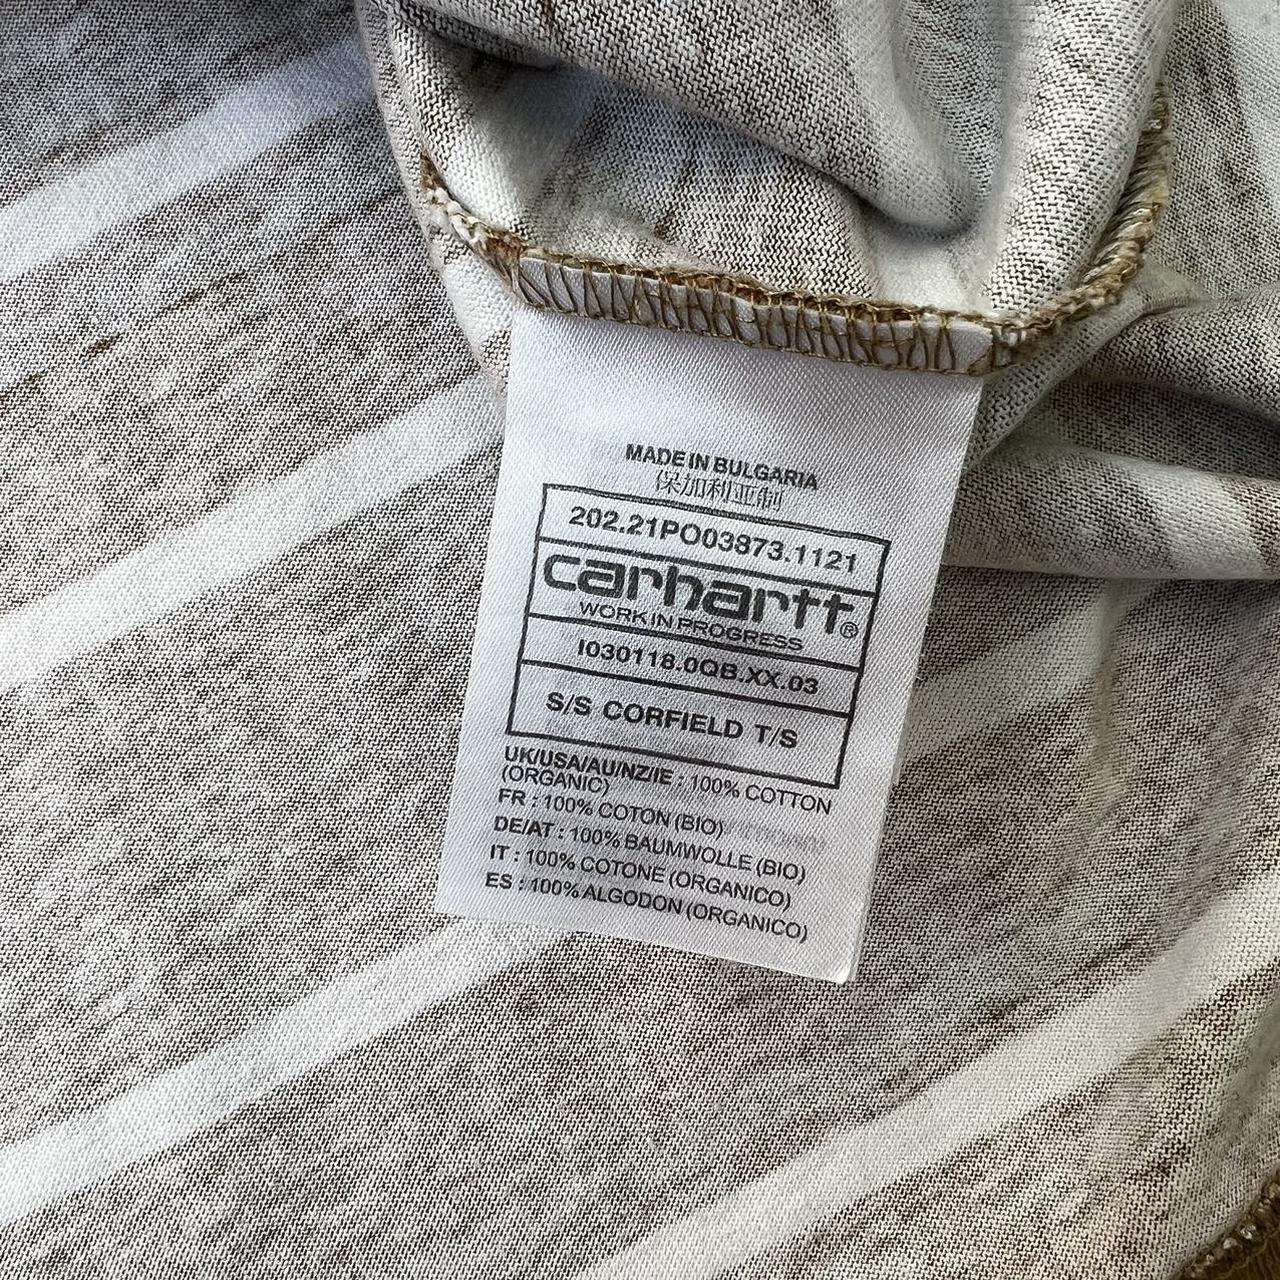 MADE IN BULGARIA
保加利亚制
202.21PO03873.1121
carhartt®
WORK IN PROGRESS
I030118.0QB.XX.03
S/S CORFIELD T/S
UK/USA/AU/NZ/IE : 100% COTTON
(ORGANIC)
FR : 100% COTON (BIO)
DE/AT : 100% BAUMWOLLE (BIO)
IT : 100% COTONE (ORGANICO)
ES : 100% ALGODON (ORGANICO)